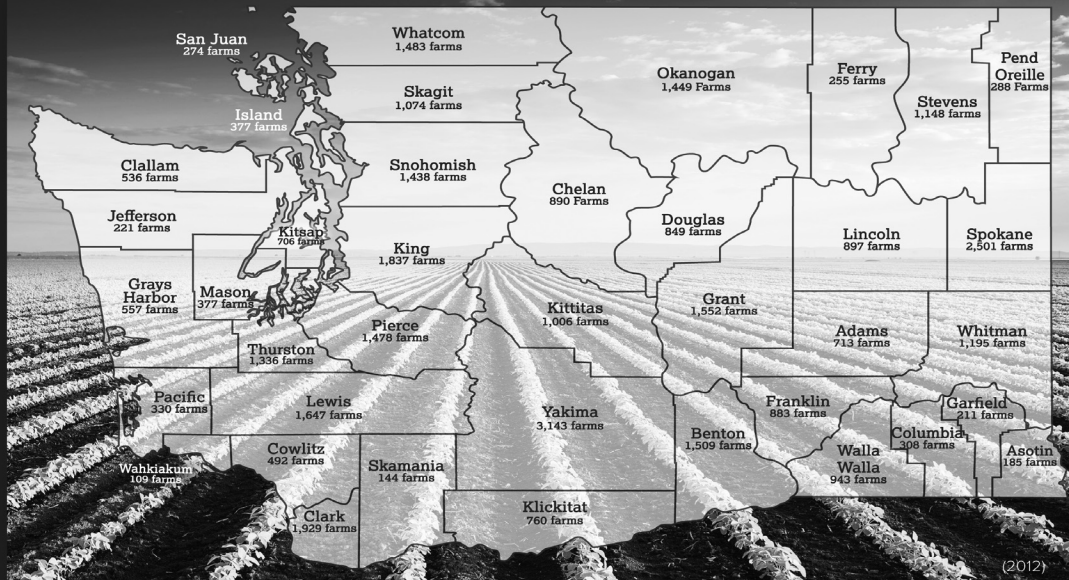 San Juan
274 farms
Whatcom
1,483 farms
Okanogan
1,449 Farms
Ferry
255 farms
Stevens
1,148 farms
Pend
Oreille
288 Farms
Skagit
1,074 farms
Island
377 farms
Clallam
536 farms
Snohomish
1,438 farms
Chelan
890 Farms
Jefferson
221 farms
Kitsap
706 farms
King
1,837 farms
Douglas
849 farms
Lincoln
897 farms
Spokane
2,501 farms
Grays
Harbor
557 farms
Mason
377 farms
Pierce
1,478 farms
Kittitas
1,006 farms
Grant
1,552 farms
Adams
713 farms
Whitman
1,195 farms
Thurston
1,336 farms
Pacific
330 farms
Lewis
1,647 farms
Yakima
3,143 farms
Benton
1,509 farms
Franklin
883 farms
Walla
Walla
943 farms
Columbia
308 farms
Garfield
211 farms
Asotin
185 farms
Wahkiakum
109 farms
Cowlitz
492 farms
Skamania
144 farms
Clark
1,929 farms
Klickitat
760 farms
(2012)